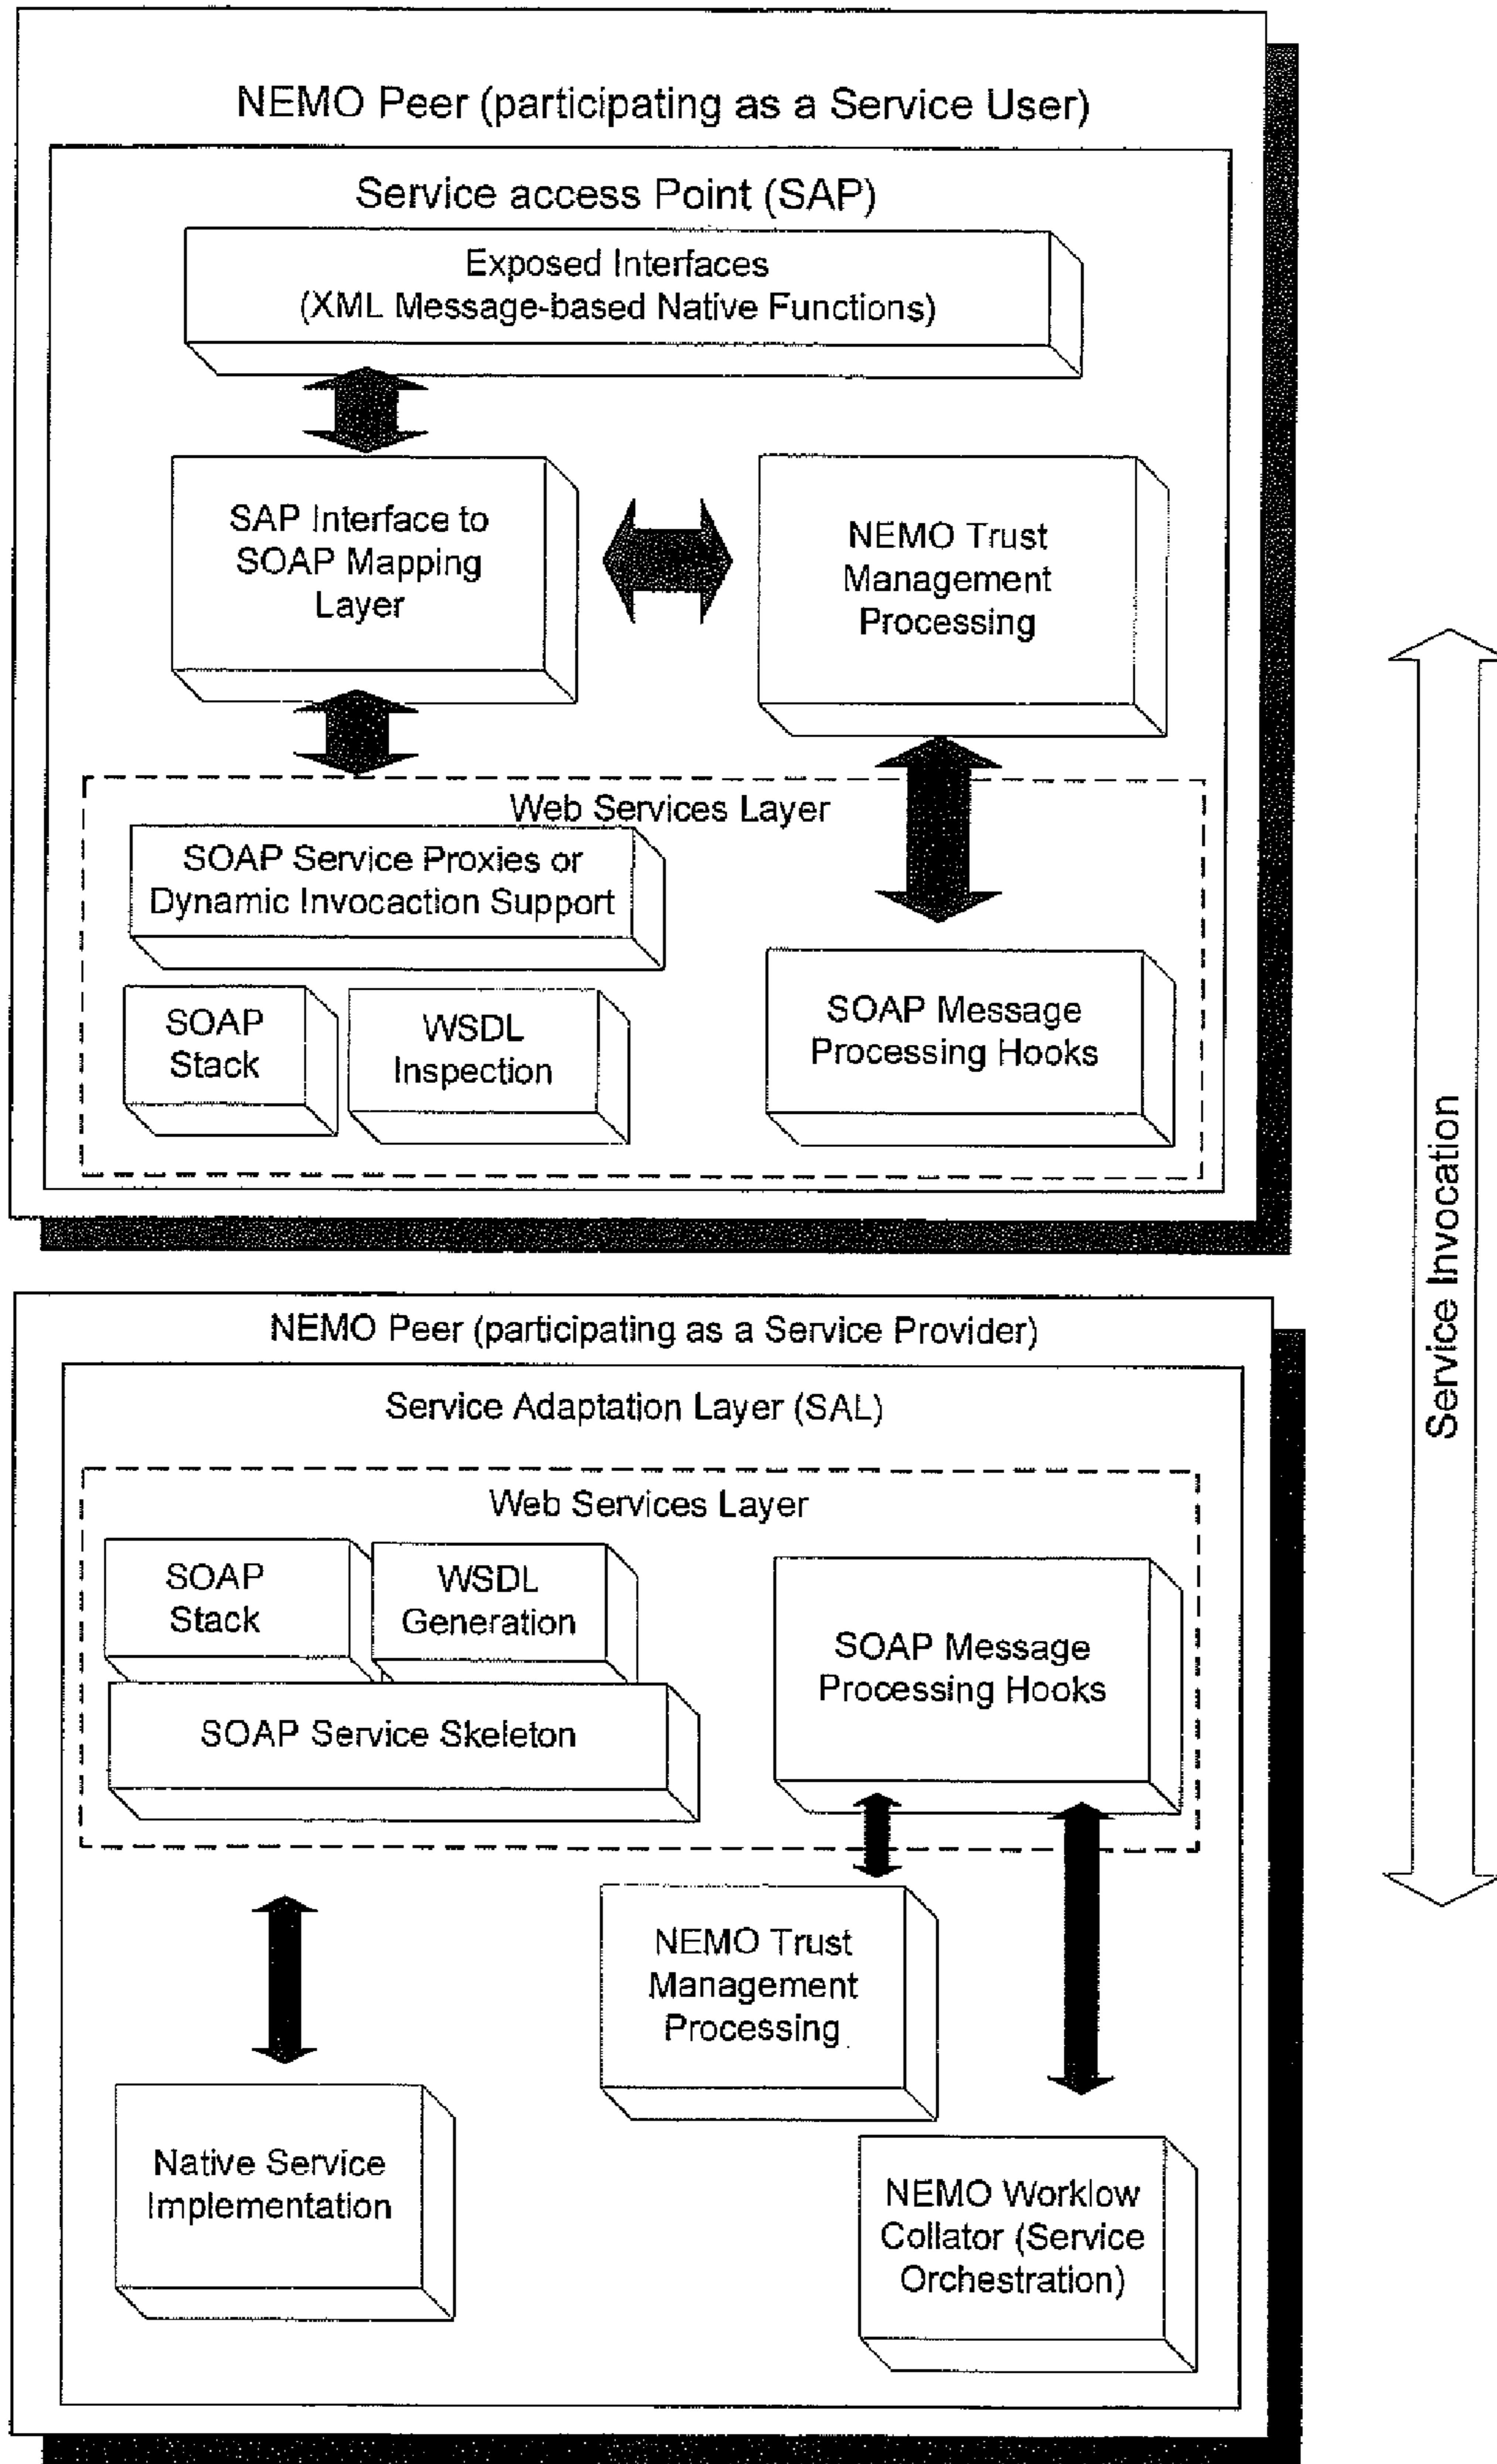 NEMO Peer (participating as a Service User)
Service access Point (SAP)
Exposed Interfaces
(XML Message-based Native Functions)
SAP Interface to
SOAP Mapping
Layer
NEMO Trust
Management
Processing
Web Services Layer
SOAP Service Proxies or
Dynamic Invocaction Support
SOAP
Stack
WSDL
Inspection
SOAP Message
Processing Hooks
Service Invocation
NEMO Peer (participating as a Service Provider)
Service Adaptation Layer (SAL)
Web Services Layer
SOAP
Stack
WSDL
Generation
SOAP Service Skeleton
SOAP Message
Processing Hooks
NEMO Trust
Management
Processing
Native Service
Implementation
NEMO Worklow
Collator (Service
Orchestration)